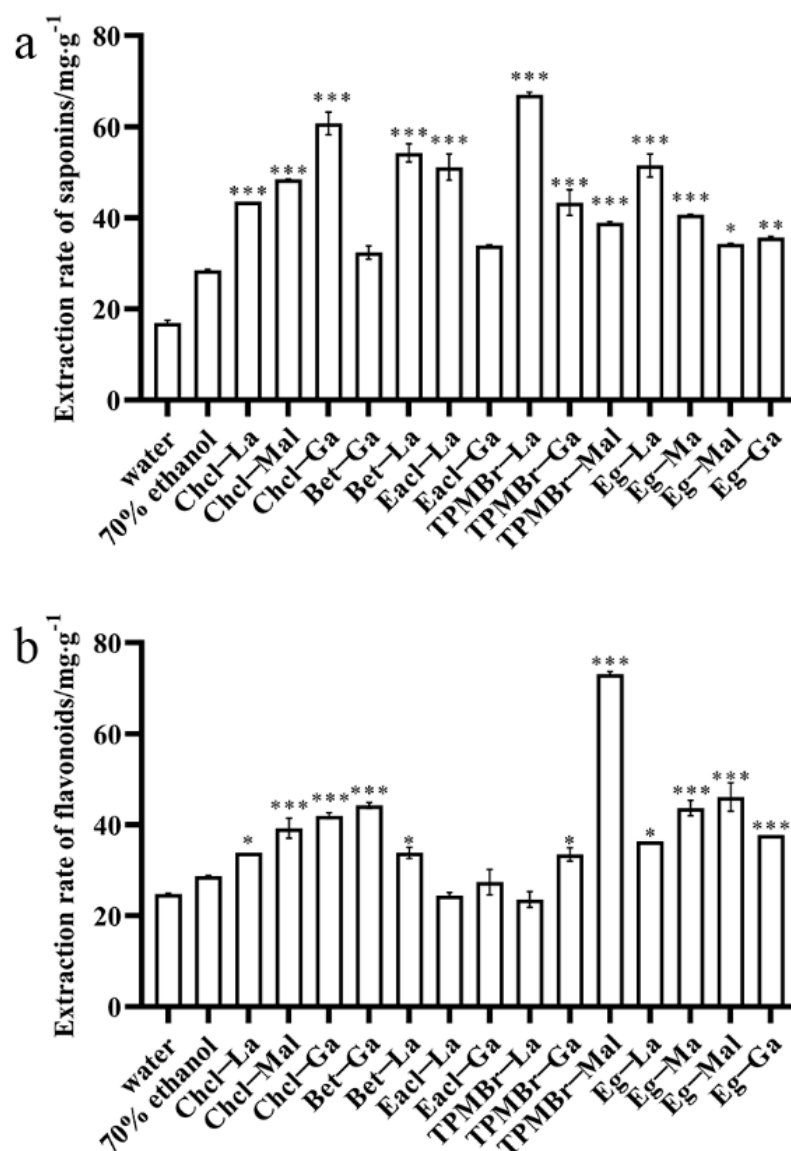 a
Extraction rate of saponins/mg·g⁻¹
80
60
40
20
0
***
***
***
***
***
***
***
***
***
***
*
**
water
70% ethanol
Chcl–La
Chcl–Mal
Chcl–Ga
Bet–Ga
Bet–La
Eacl–La
Eacl–Ga
TPMBr–La
TPMBr–Ga
TPMBr–Mal
Eg–La
Eg–Ma
Eg–Mal
Eg–Ga
b
Extraction rate of flavonoids/mg·g⁻¹
80
60
40
20
0
*
***
***
***
*
*
***
*
***
***
***
water
70% ethanol
Chcl–La
Chcl–Mal
Chcl–Ga
Bet–Ga
Bet–La
Eacl–La
Eacl–Ga
TPMBr–La
TPMBr–Ga
TPMBr–Mal
Eg–La
Eg–Ma
Eg–Mal
Eg–Ga